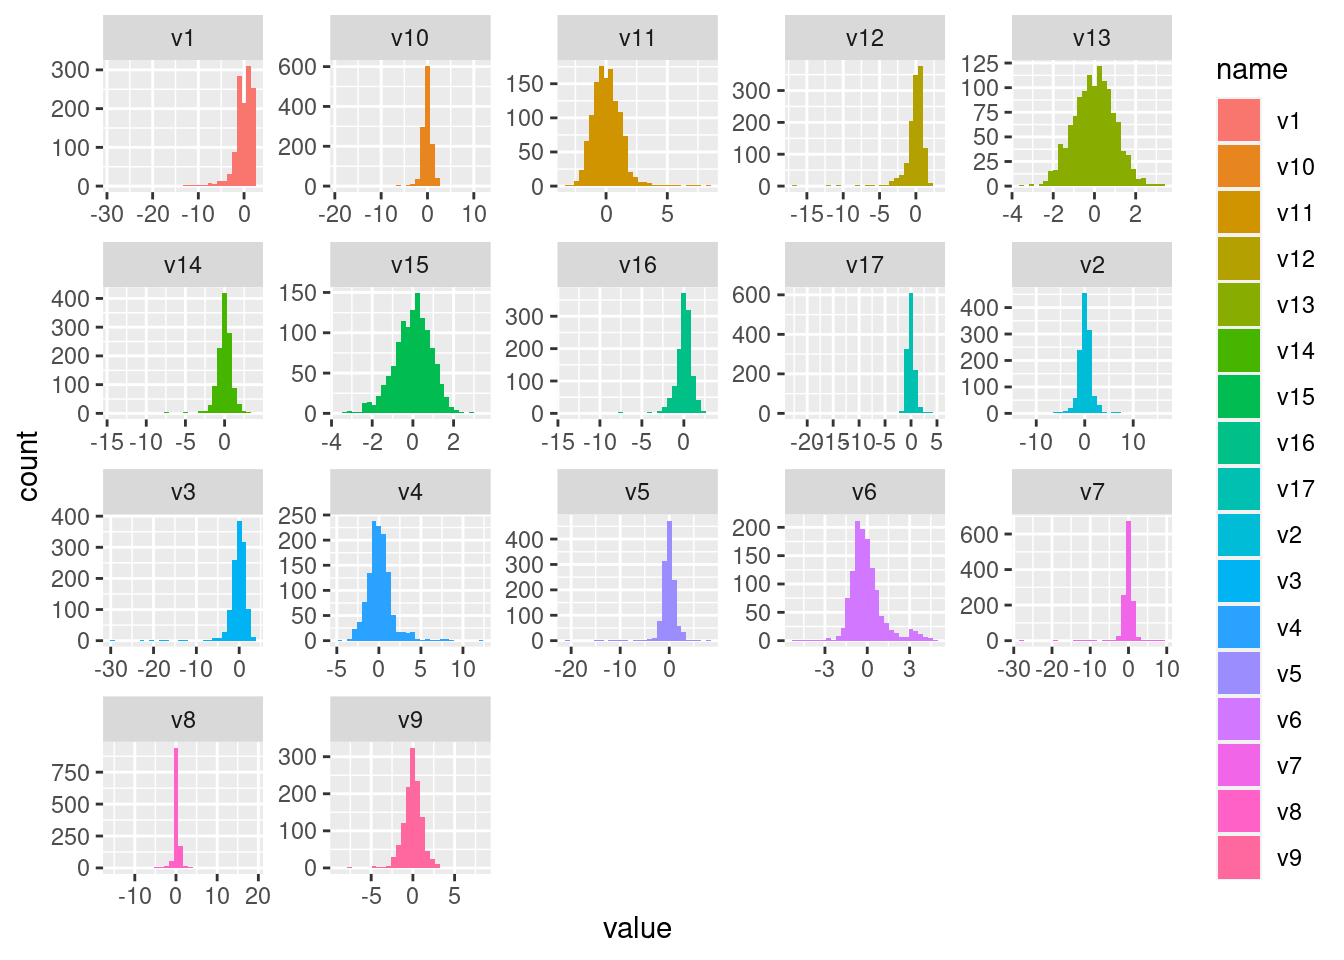 v1 v10 v11 v12 v13
300 200 100 0
600 400 200 0
150 100 50 0
300 200 100 0
125 100 75 50 25 0
-30 -20 -10 0
-20 -10 0 10
0 5
-15 -10 -5 0
-4 -2 0 2
v14 v15 v16 v17 v2
400 300 200 100 0
150 100 50 0
300 200 100 0
600 400 200 0
400 300 200 100 0
-15 -10 -5 0
-4 -2 0 2
-15 -10 -5 0
-20 -15 -10 -5 0 5
-10 0 10
v3 v4 v5 v6 v7
400 300 200 100 0
250 200 150 100 50 0
400 300 200 100 0
200 150 100 50 0
600 400 200 0
-30 -20 -10 0
-5 0 5 10
-20 -10 0
-3 0 3
-30 -20 -10 0 10
v8 v9
750 500 250 0
300 200 100 0
-10 0 10 20
-5 0 5
count
value
name
v1
v10
v11
v12
v13
v14
v15
v16
v17
v2
v3
v4
v5
v6
v7
v8
v9